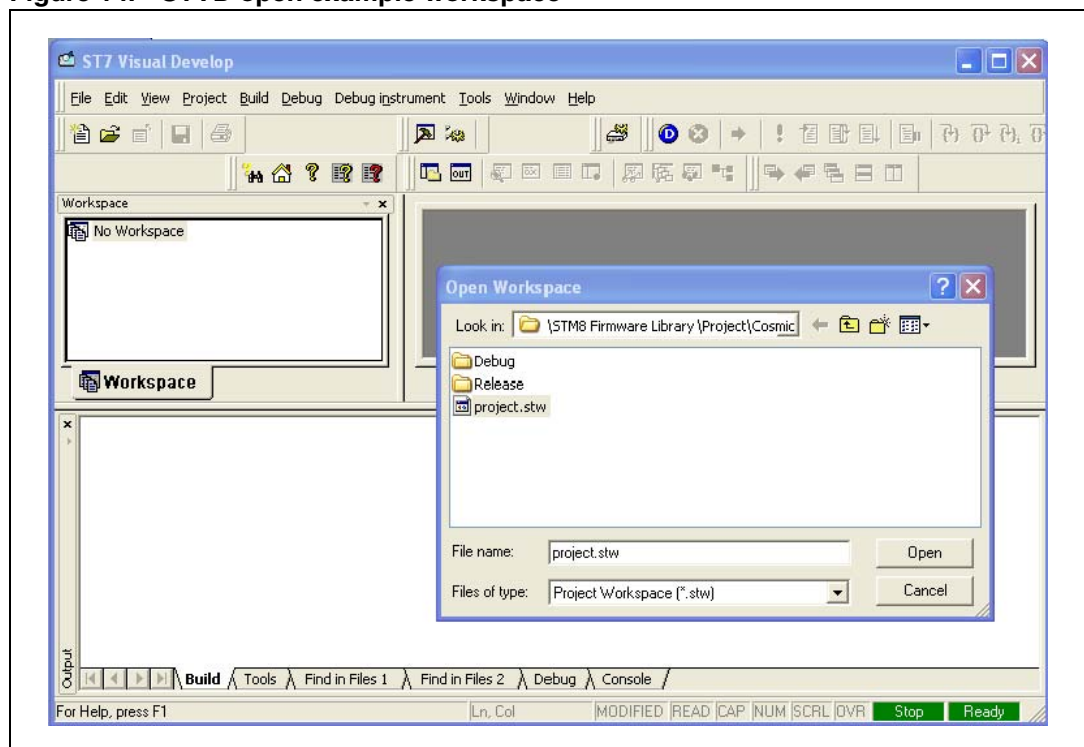 ST7 Visual Develop
File Edit View Project Build Debug Debug instrument Tools Window Help
D
OUT
Workspace
No Workspace
Workspace
Open Workspace
Look in: \STM8 Firmware Library\Project\Cosmic
Debug
Release
project.stw
File name: project.stw Open
Files of type: Project Workspace (*.stw) Cancel
Output
Build Tools Find in Files 1 Find in Files 2 Debug Console
For Help, press F1 Ln, Col MODIFIED READ CAP NUM SCRL OVR Stop Ready